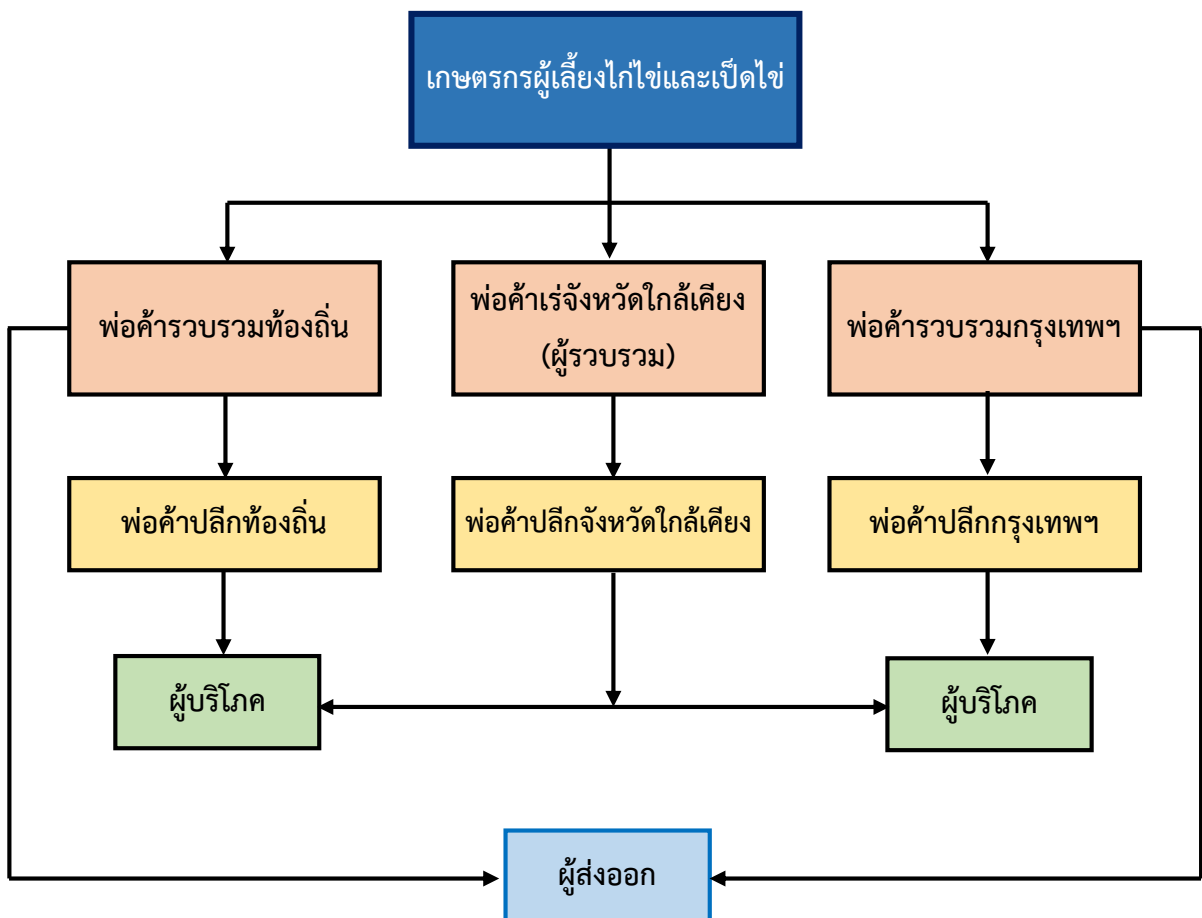 เกษตรกรผู้เลี้ยงไก่ไข่และเป็ดไข่
พ่อค้ารวบรวมท้องถิ่น
พ่อค้าเร่จังหวัดใกล้เคียง
(ผู้รวบรวม)
พ่อค้ารวบรวมกรุงเทพฯ
พ่อค้าปลีกท้องถิ่น
พ่อค้าปลีกจังหวัดใกล้เคียง
พ่อค้าปลีกกรุงเทพฯ
ผู้บริโภค
ผู้บริโภค
ผู้ส่งออก